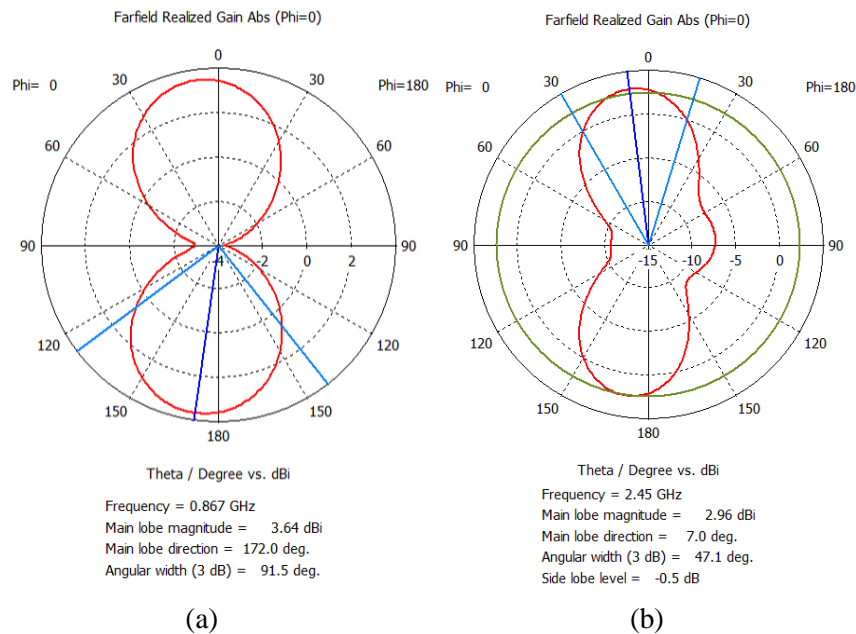 Farfield Realized Gain Abs (Phi=0)
0
Phi= 0
30
30
Phi=180
60
60
90
90
-4
-2
0
2
120
120
150
150
180
Theta / Degree vs. dBi
Frequency = 0.867 GHz
Main lobe magnitude = 3.64 dBi
Main lobe direction = 172.0 deg.
Angular width (3 dB) = 91.5 deg.
(a)
Farfield Realized Gain Abs (Phi=0)
0
Phi= 0
30
30
Phi=180
60
60
90
90
-15
-10
-5
0
120
120
150
150
180
Theta / Degree vs. dBi
Frequency = 2.45 GHz
Main lobe magnitude = 2.96 dBi
Main lobe direction = 7.0 deg.
Angular width (3 dB) = 47.1 deg.
Side lobe level = -0.5 dB
(b)